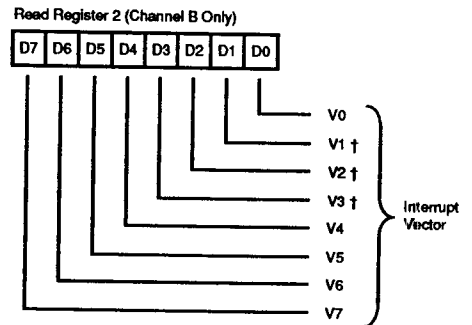 Read Register 2 (Channel B Only)
D7 D6 D5 D4 D3 D2 D1 D0
V0
V1 †
V2 †
V3 †
V4
V5
V6
V7
Interrupt
Vector